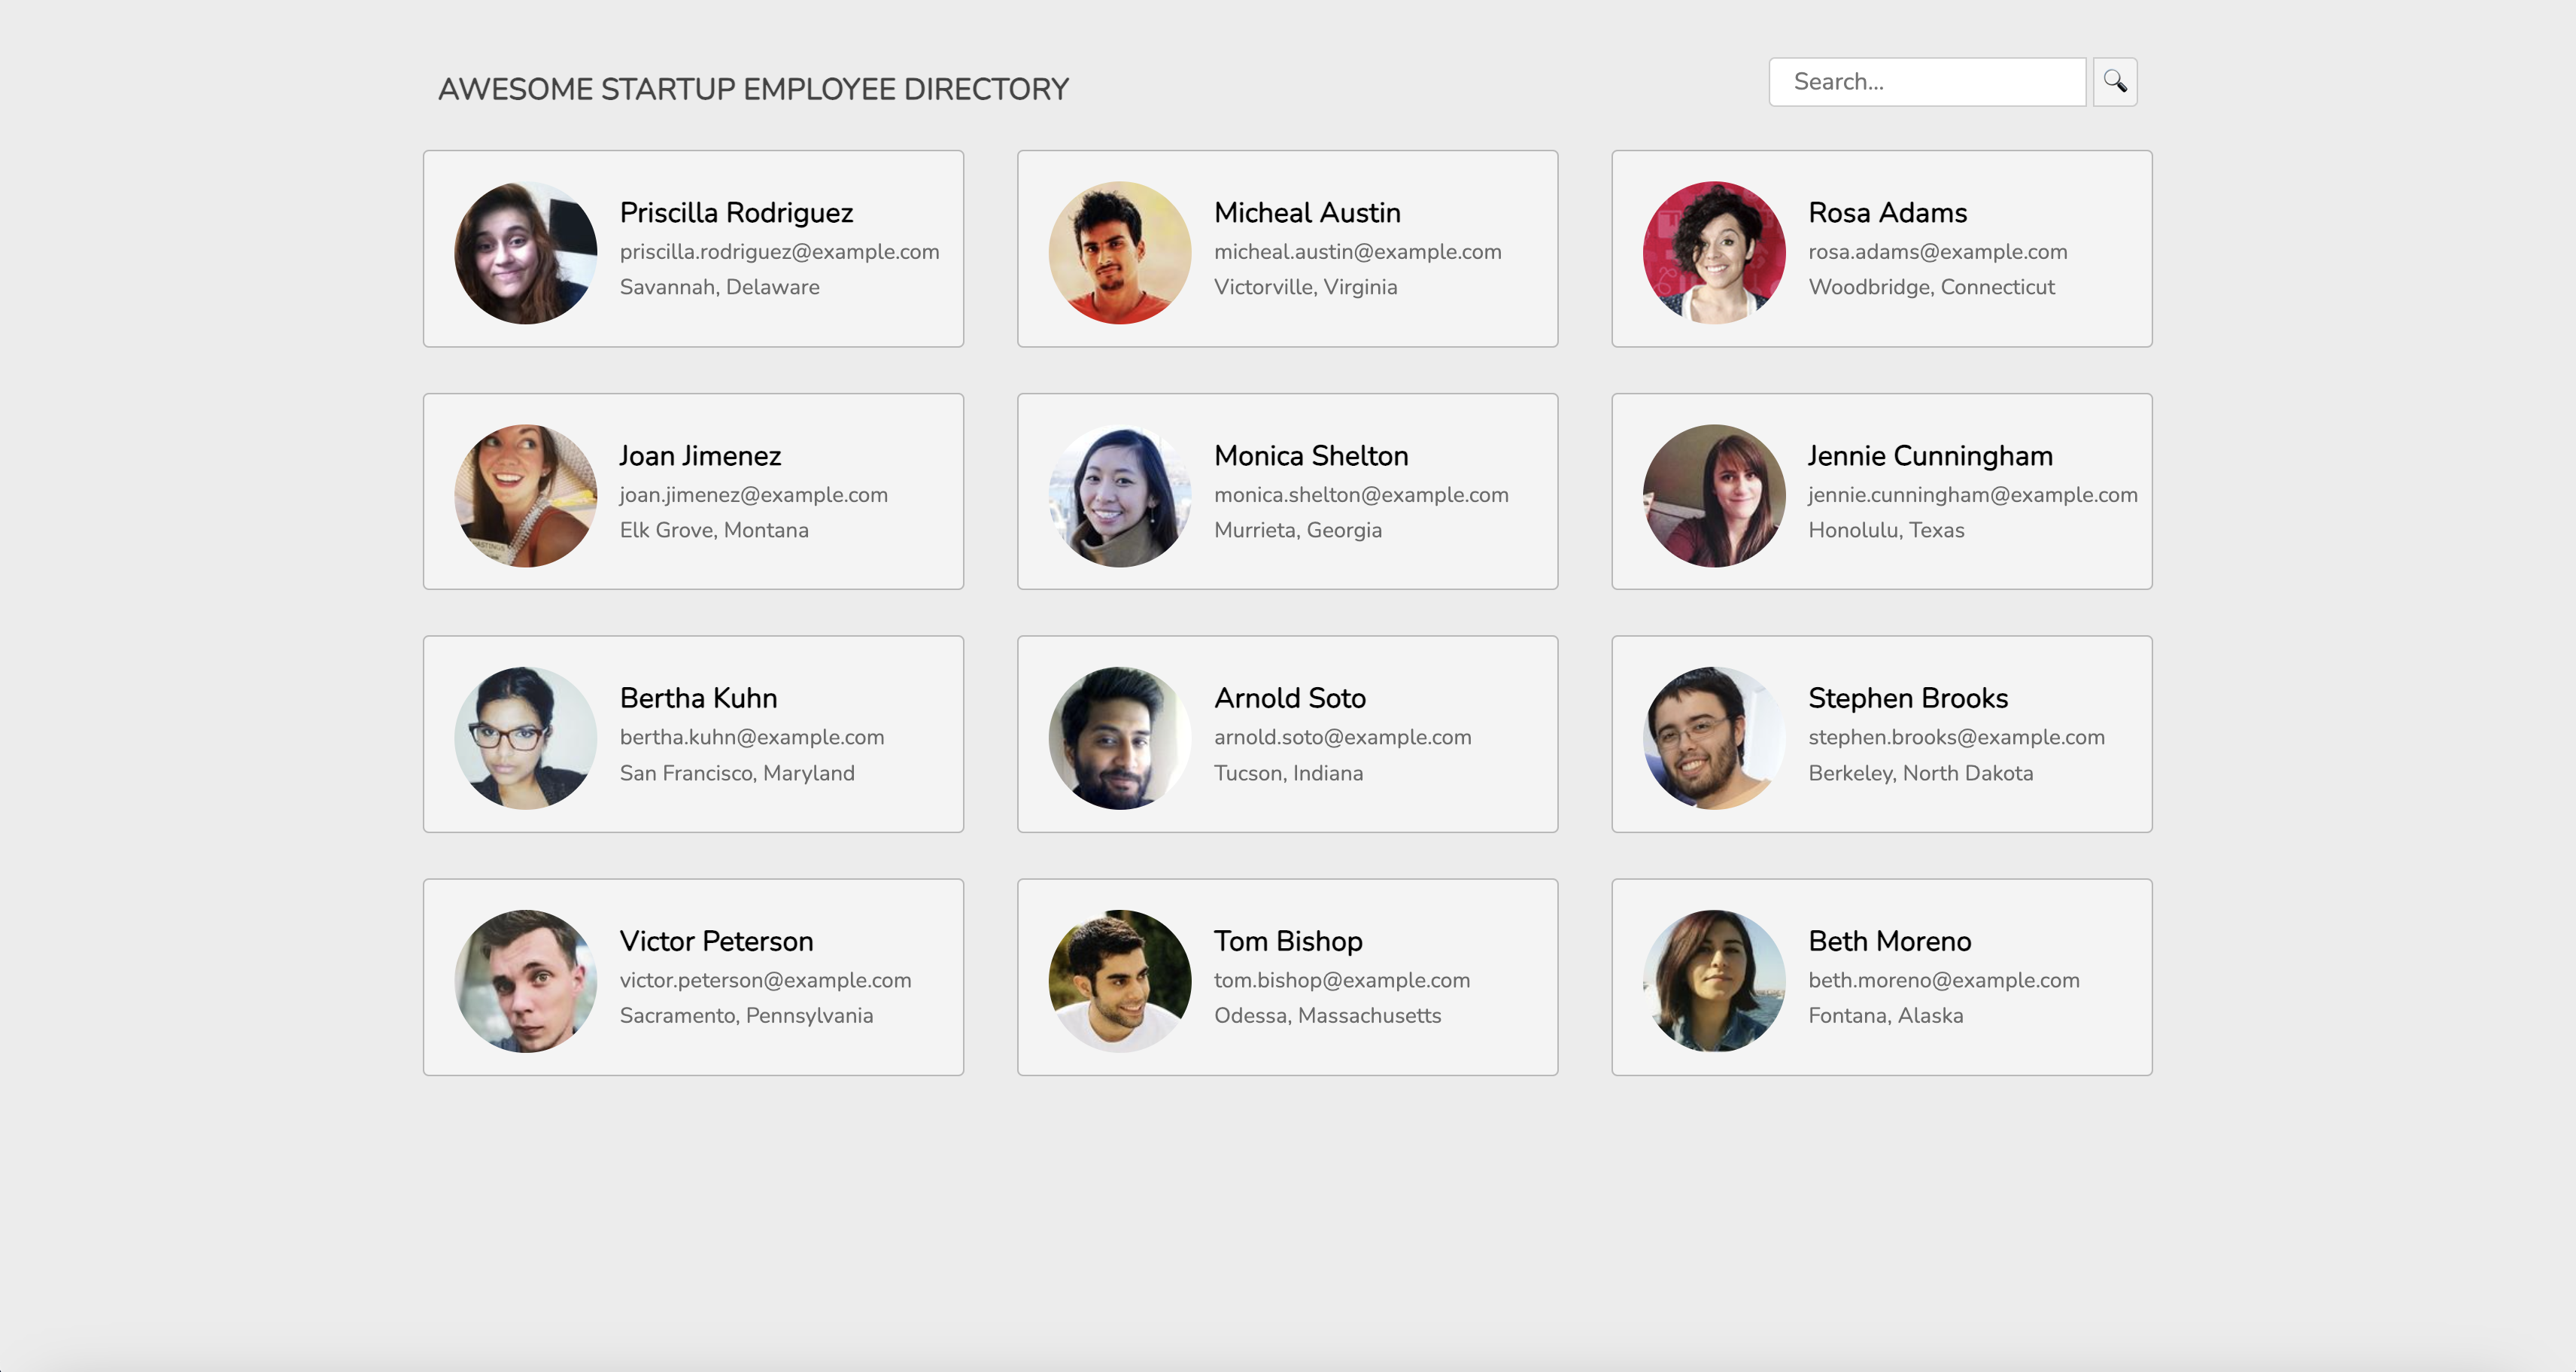 AWESOME STARTUP EMPLOYEE DIRECTORY
Search...
Priscilla Rodriguez
priscilla.rodriguez@example.com
Savannah, Delaware
Micheal Austin
micheal.austin@example.com
Victorville, Virginia
Rosa Adams
rosa.adams@example.com
Woodbridge, Connecticut
Joan Jimenez
joan.jimenez@example.com
Elk Grove, Montana
Monica Shelton
monica.shelton@example.com
Murrieta, Georgia
Jennie Cunningham
jennie.cunningham@example.com
Honolulu, Texas
Bertha Kuhn
bertha.kuhn@example.com
San Francisco, Maryland
Arnold Soto
arnold.soto@example.com
Tucson, Indiana
Stephen Brooks
stephen.brooks@example.com
Berkeley, North Dakota
Victor Peterson
victor.peterson@example.com
Sacramento, Pennsylvania
Tom Bishop
tom.bishop@example.com
Odessa, Massachusetts
Beth Moreno
beth.moreno@example.com
Fontana, Alaska